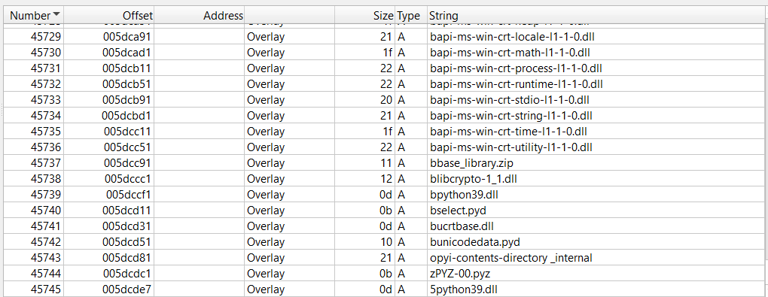 Number Offset Address Size Type String
45729 005dca91 Overlay 21 A bapi-ms-win-crt-locale-l1-1-0.dll
45730 005dcad1 Overlay 1f A bapi-ms-win-crt-math-l1-1-0.dll
45731 005dcb11 Overlay 22 A bapi-ms-win-crt-process-l1-1-0.dll
45732 005dcb51 Overlay 22 A bapi-ms-win-crt-runtime-l1-1-0.dll
45733 005dcb91 Overlay 20 A bapi-ms-win-crt-stdio-l1-1-0.dll
45734 005dcbd1 Overlay 21 A bapi-ms-win-crt-string-l1-1-0.dll
45735 005dcc11 Overlay 1f A bapi-ms-win-crt-time-l1-1-0.dll
45736 005dcc51 Overlay 22 A bapi-ms-win-crt-utility-l1-1-0.dll
45737 005dcc91 Overlay 11 A bbase_library.zip
45738 005dccc1 Overlay 12 A blibcrypto-1_1.dll
45739 005dccf1 Overlay 0d A bpython39.dll
45740 005dcd11 Overlay 0b A bselect.pyd
45741 005dcd31 Overlay 0d A bucrtbase.dll
45742 005dcd51 Overlay 10 A bunicodedata.pyd
45743 005dcd81 Overlay 21 A opyi-contents-directory _internal
45744 005dcdc1 Overlay 0b A zPYZ-00.pyz
45745 005dcde7 Overlay 0d A 5python39.dll